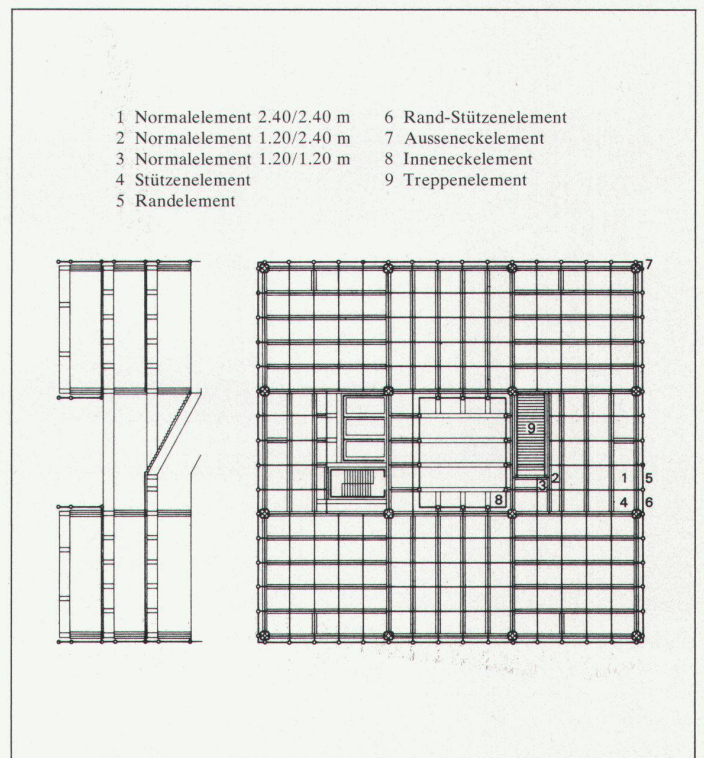 1 Normalelement 2.40/2.40 m
2 Normalelement 1.20/2.40 m
3 Normalelement 1.20/1.20 m
4 Stützenelement
5 Randelement
6 Rand-Stützenelement
7 Ausseneckelement
8 Inneneckelement
9 Treppenelement
7
9
2
3
1 5
8
4 6